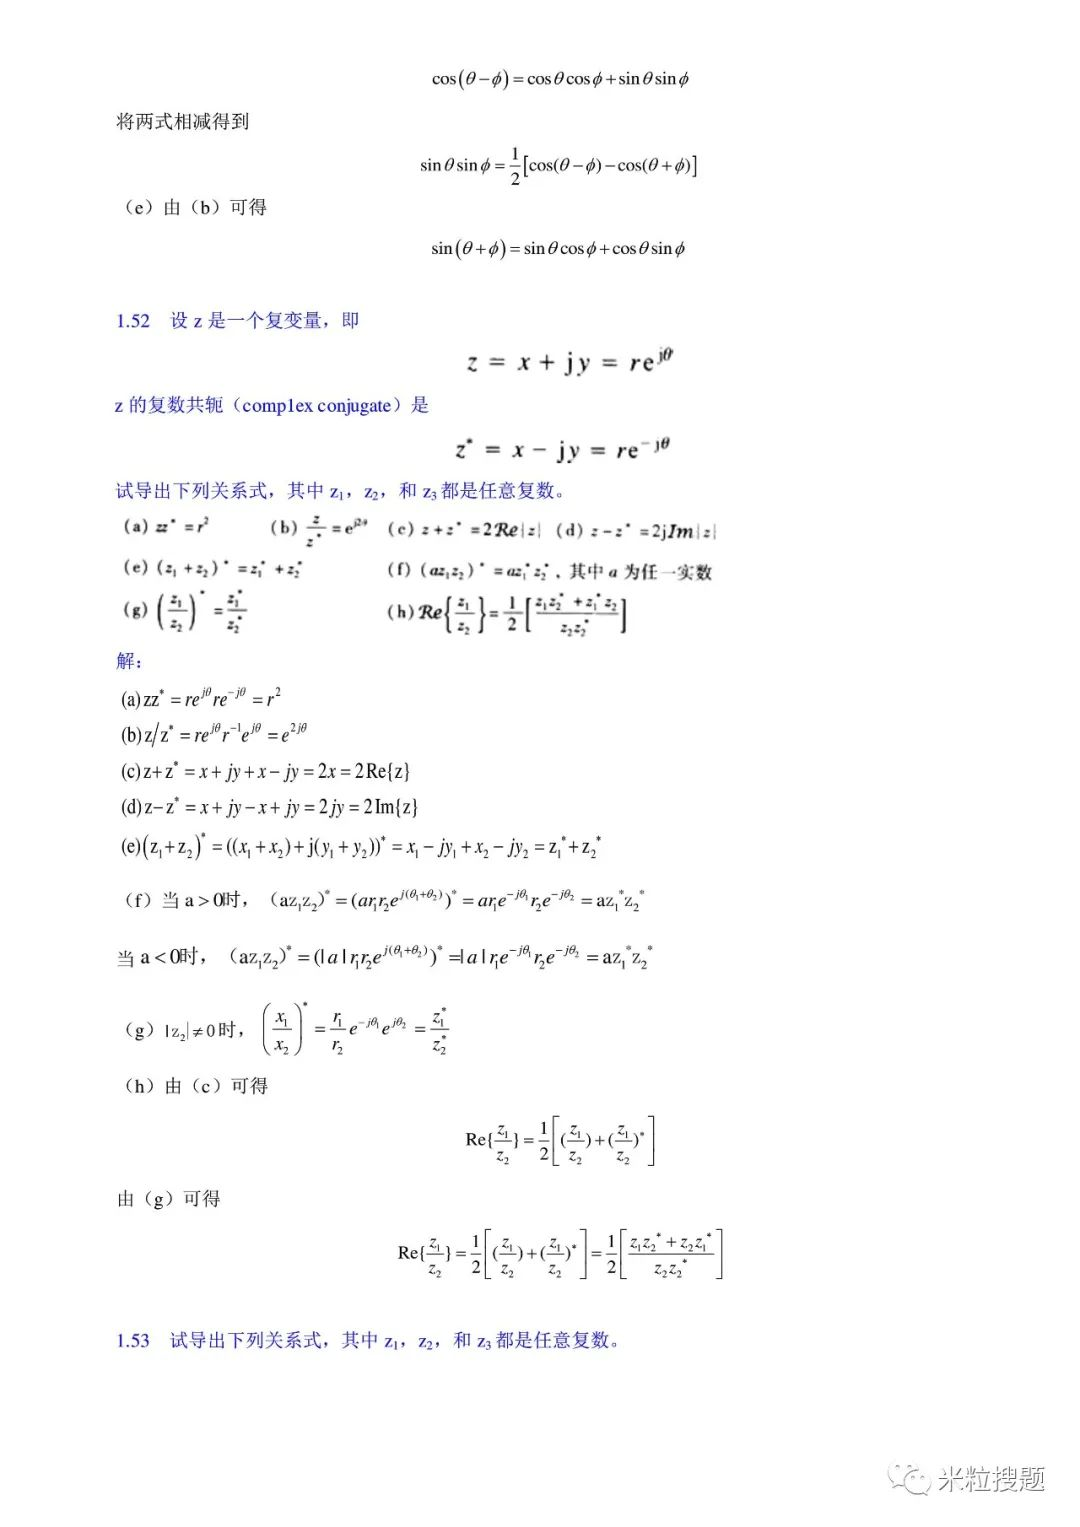 cos(θ−ϕ)=cosθcosϕ+sinθsinϕ
将两式相减得到
sinθsinϕ=1/2[cos(θ−ϕ)−cos(θ+ϕ)]
（e）由（b）可得
sin(θ+ϕ)=sinθcosϕ+cosθsinϕ
1.52 设 z 是一个复变量，即
z = x + jy = re^{jθ}
z 的复数共轭（comp1ex conjugate）是
z* = x − jy = re^{−jθ}
试导出下列关系式，其中 z₁，z₂，和 z₃ 都是任意复数。
(a) zz* =r² (b) z/z* =e^{j2θ} (c) z+z* =2Re{z} (d) z−z* =2jIm{z}
(e) (z₁+z₂)* =z₁*+z₂* (f) (az₁z₂)* =az₁*z₂*，其中 a 为任一实数
(g) (z₁/z₂)* = z₁*/z₂* (h) Re{z₁/z₂}=1/2[(z₁z₂*+z₁*z₂)/(z₂z₂*)]
解：
(a) zz* = re^{jθ}re^{−jθ} = r²
(b) z/z* = re^{jθ}r^{−1}e^{jθ} = e^{2jθ}
(c) z+z* = x+jy+x−jy=2x=2Re{z}
(d) z−z* = x+jy−x+jy=2jy=2Im{z}
(e) (z₁+z₂)* = ((x₁+x₂)+j(y₁+y₂))* = x₁−jy₁+x₂−jy₂ = z₁*+z₂*
（f）当 a>0时，（az₁z₂)* = (ar₁r₂e^{j(θ₁+θ₂)})* = ar₁e^{−jθ₁}r₂e^{−jθ₂} = az₁*z₂*
当 a<0时，（az₁z₂)* = (|a|r₁r₂e^{j(θ₁+θ₂)})* =|a|r₁e^{−jθ₁}r₂e^{−jθ₂} = az₁*z₂*
（g）|z₂|≠0时，(x₁/x₂)* = r₁/r₂ e^{−jθ₁}e^{jθ₂} = z₁*/z₂*
（h）由（c）可得
Re{z₁/z₂}=1/2[(z₁/z₂)+(z₁/z₂)*]
由（g）可得
Re{z₁/z₂}=1/2[(z₁/z₂)+(z₁/z₂)*]=1/2[(z₁z₂*+z₂z₁*)/(z₂z₂*)]
1.53 试导出下列关系式，其中 z₁，z₂，和 z₃ 都是任意复数。
米粒搜题